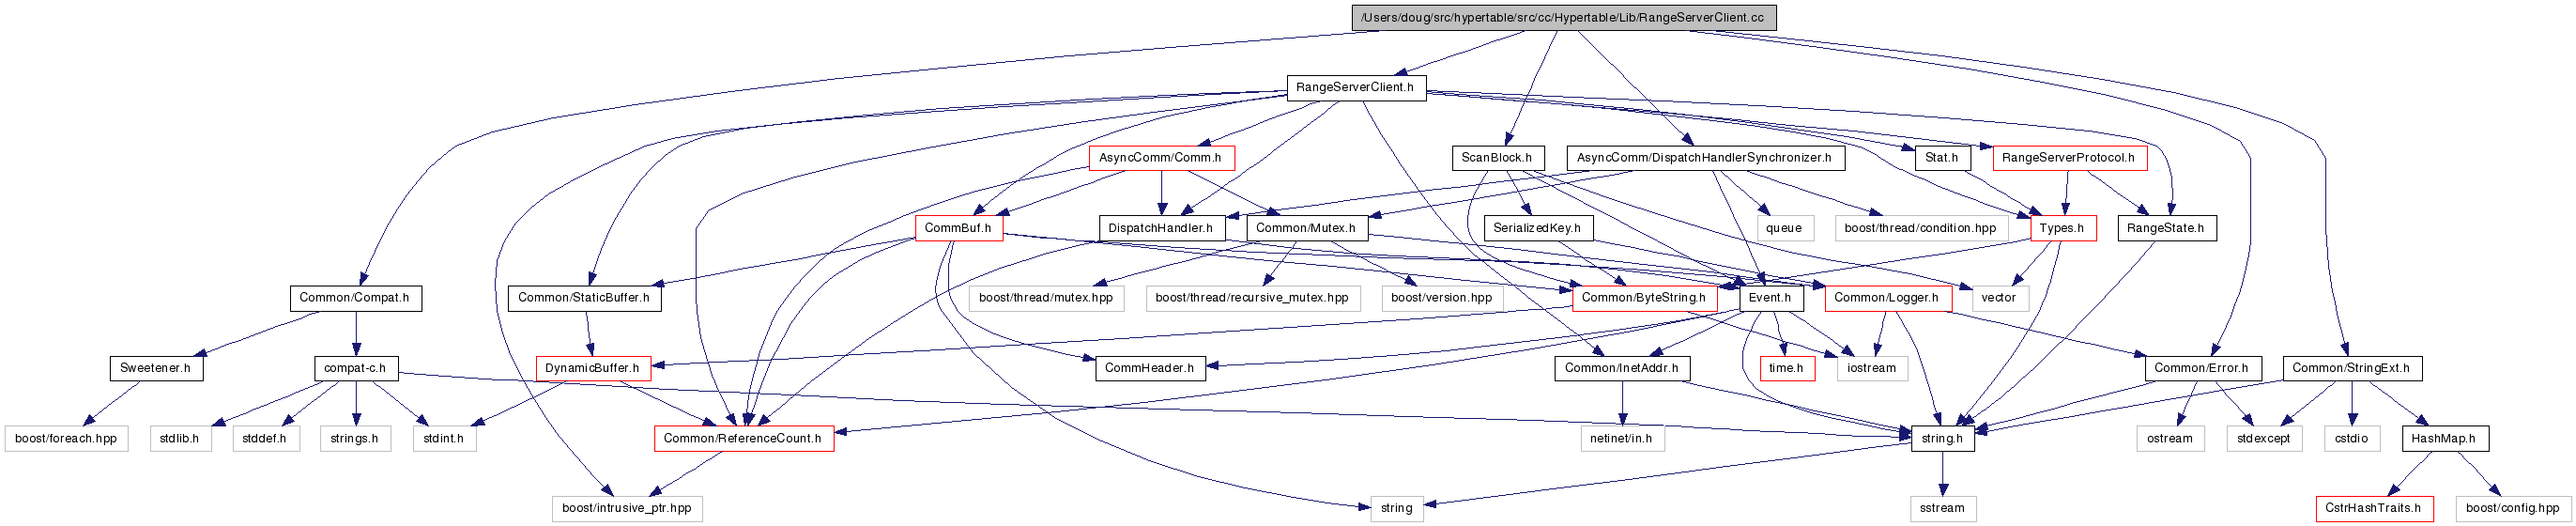 /Users/doug/src/hypertable/src/cc/Hypertable/Lib/RangeServerClient.cc
RangeServerClient.h
AsyncComm/Comm.h
ScanBlock.h
AsyncComm/DispatchHandlerSynchronizer.h
Stat.h
RangeServerProtocol.h
CommBuf.h
DispatchHandler.h
Common/Mutex.h
SerializedKey.h
queue
boost/thread/condition.hpp
Types.h
RangeState.h
Common/Compat.h
Common/StaticBuffer.h
boost/thread/mutex.hpp
boost/thread/recursive_mutex.hpp
boost/version.hpp
Common/ByteString.h
Event.h
Common/Logger.h
vector
Sweetener.h
compat-c.h
DynamicBuffer.h
CommHeader.h
Common/InetAddr.h
time.h
iostream
Common/Error.h
Common/StringExt.h
boost/foreach.hpp
stdlib.h
stddef.h
strings.h
stdint.h
Common/ReferenceCount.h
netinet/in.h
string.h
ostream
stdexcept
cstdio
HashMap.h
boost/intrusive_ptr.hpp
string
sstream
CstrHashTraits.h
boost/config.hpp